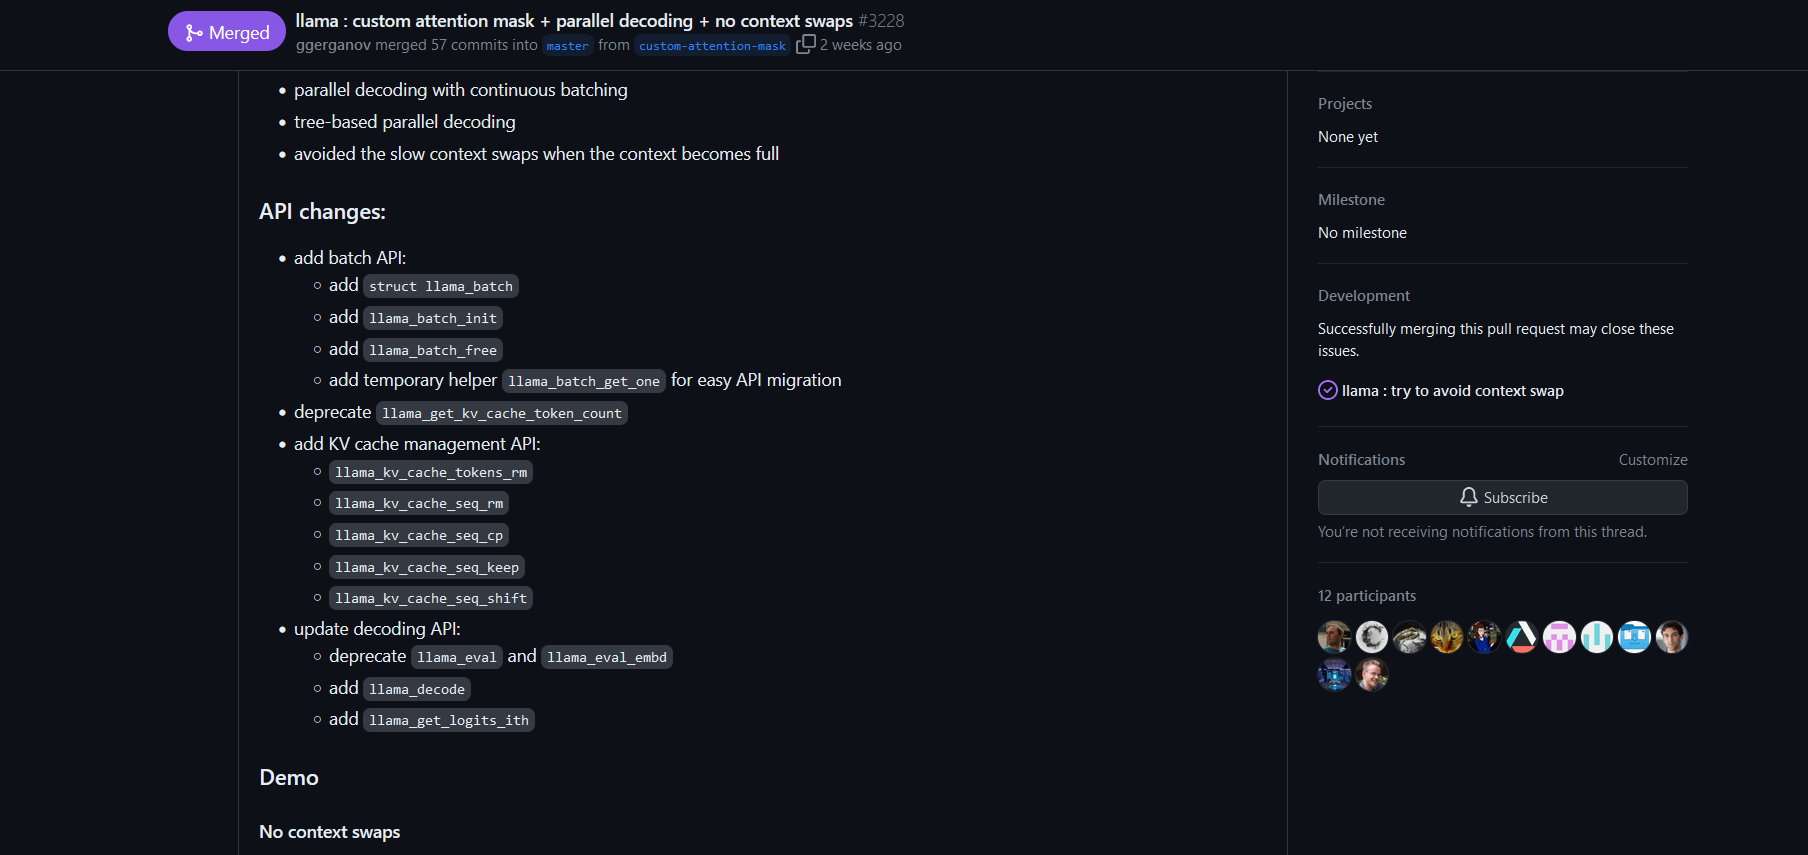 Merged
llama : custom attention mask + parallel decoding + no context swaps #3228
ggerganov merged 57 commits into master from custom-attention-mask 2 weeks ago
parallel decoding with continuous batching
tree-based parallel decoding
avoided the slow context swaps when the context becomes full
API changes:
add batch API:
add struct llama_batch
add llama_batch_init
add llama_batch_free
add temporary helper llama_batch_get_one for easy API migration
deprecate llama_get_kv_cache_token_count
add KV cache management API:
llama_kv_cache_tokens_rm
llama_kv_cache_seq_rm
llama_kv_cache_seq_cp
llama_kv_cache_seq_keep
llama_kv_cache_seq_shift
update decoding API:
deprecate llama_eval and llama_eval_embd
add llama_decode
add llama_get_logits_ith
Demo
No context swaps
Projects
None yet
Milestone
No milestone
Development
Successfully merging this pull request may close these
issues.
llama : try to avoid context swap
Notifications Customize
Subscribe
You're not receiving notifications from this thread.
12 participants